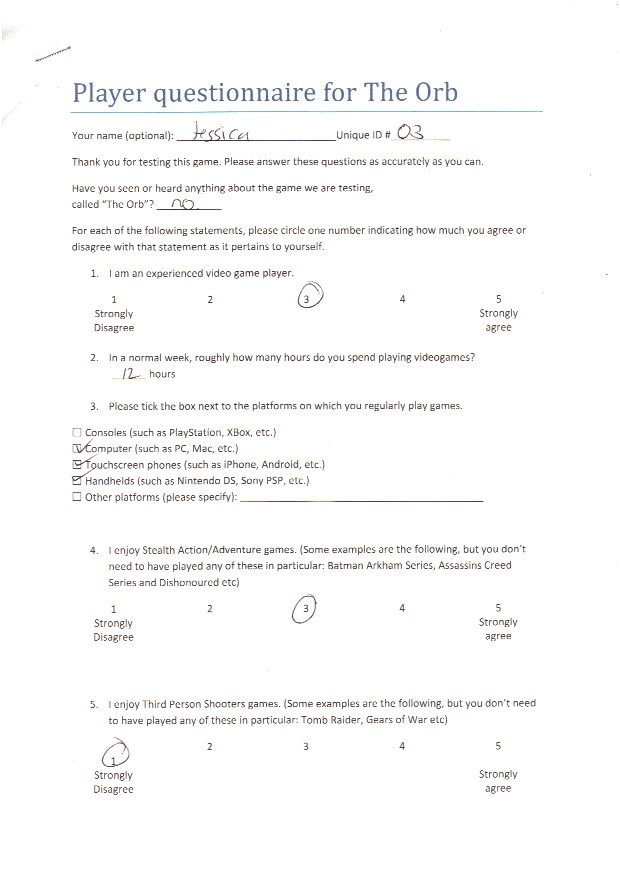 Player questionnaire for The Orb
Your name (optional): Jessica Unique ID # 03
Thank you for testing this game. Please answer these questions as accurately as you can.
Have you seen or heard anything about the game we are testing,
called "The Orb"? no
For each of the following statements, please circle one number indicating how much you agree or
disagree with that statement as it pertains to yourself.
1. I am an experienced video game player.
1 2 3 4 5
Strongly Strongly
Disagree agree
2. In a normal week, roughly how many hours do you spend playing videogames?
12 hours
3. Please tick the box next to the platforms on which you regularly play games.
☐ Consoles (such as PlayStation, XBox, etc.)
☑ Computer (such as PC, Mac, etc.)
☑ Touchscreen phones (such as iPhone, Android, etc.)
☑ Handhelds (such as Nintendo DS, Sony PSP, etc.)
☐ Other platforms (please specify):
4. I enjoy Stealth Action/Adventure games. (Some examples are the following, but you don't
need to have played any of these in particular: Batman Arkham Series, Assassins Creed
Series and Dishonoured etc)
1 2 3 4 5
Strongly Strongly
Disagree agree
5. I enjoy Third Person Shooters games. (Some examples are the following, but you don't need
to have played any of these in particular: Tomb Raider, Gears of War etc)
1 2 3 4 5
Strongly Strongly
Disagree agree